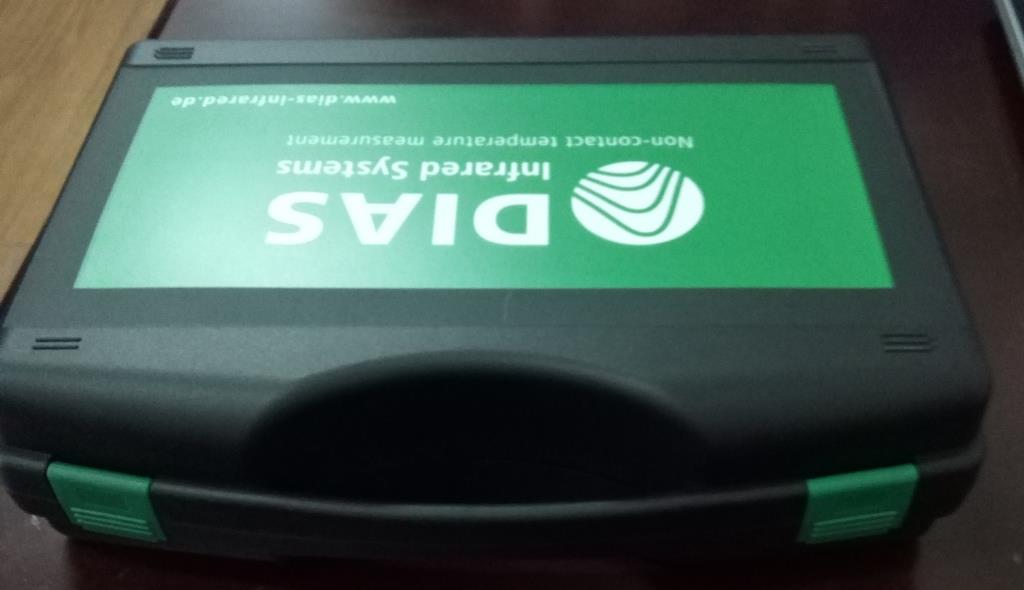 DIAS
Infrared Systems
Non-contact temperature measurement
www.dias-infrared.de